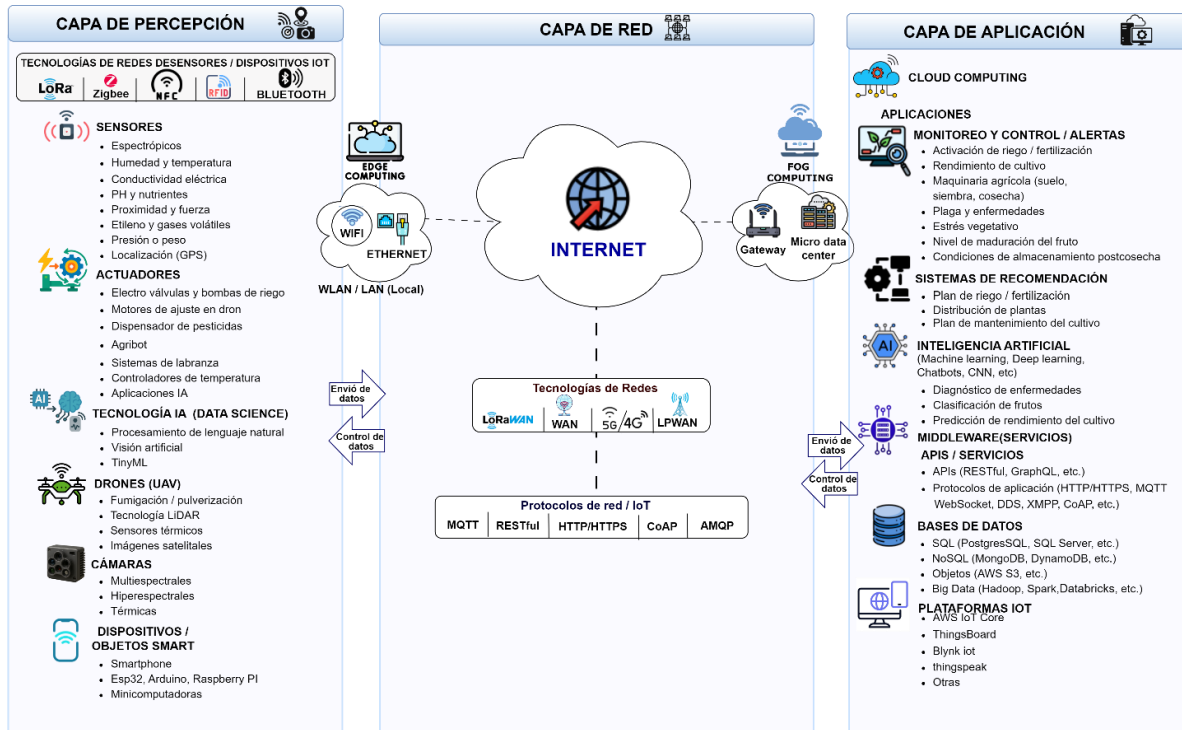 CAPA DE PERCEPCIÓN
TECNOLOGÍAS DE REDES DESENSORES / DISPOSITIVOS IOT
LoRa
Zigbee
NFC
RFID
BLUETOOTH
SENSORES
Espectrópicos
Humedad y temperatura
Conductividad eléctrica
PH y nutrientes
Proximidad y fuerza
Etileno y gases volátiles
Presión o peso
Localización (GPS)
ACTUADORES
Electro válvulas y bombas de riego
Motores de ajuste en dron
Dispensador de pesticidas
Agribot
Sistemas de labranza
Controladores de temperatura
Aplicaciones IA
AI
TECNOLOGÍA IA (DATA SCIENCE)
Procesamiento de lenguaje natural
Visión artificial
TinyML
DRONES (UAV)
Fumigación / pulverización
Tecnología LiDAR
Sensores térmicos
Imágenes satelitales
CÁMARAS
Multiespectrales
Hiperespectrales
Térmicas
DISPOSITIVOS /
OBJETOS SMART
Smartphone
Esp32, Arduino, Raspberry PI
Minicomputadoras
Envió de
datos
Control de
datos
CAPA DE RED
EDGE
COMPUTING
WIFI
ETHERNET
WLAN / LAN (Local)
INTERNET
FOG
COMPUTING
Gateway
Micro data
center
Tecnologías de Redes
LoRaWAN
WAN
5G/4G
LPWAN
Protocolos de red / IoT
MQTT
RESTful
HTTP/HTTPS
CoAP
AMQP
Envió de
datos
Control de
datos
CAPA DE APLICACIÓN
CLOUD COMPUTING
APLICACIONES
MONITOREO Y CONTROL / ALERTAS
Activación de riego / fertilización
Rendimiento de cultivo
Maquinaria agrícola (suelo,
siembra, cosecha)
Plaga y enfermedades
Estrés vegetativo
Nivel de maduración del fruto
Condiciones de almacenamiento postcosecha
SISTEMAS DE RECOMENDACIÓN
Plan de riego / fertilización
Distribución de plantas
Plan de mantenimiento del cultivo
AI
INTELIGENCIA ARTIFICIAL
(Machine learning, Deep learning,
Chatbots, CNN, etc)
Diagnóstico de enfermedades
Clasificación de frutos
Predicción de rendimiento del cultivo
MIDDLEWARE(SERVICIOS)
APIS / SERVICIOS
APIs (RESTful, GraphQL, etc.)
Protocolos de aplicación (HTTP/HTTPS, MQTT
WebSocket, DDS, XMPP, CoAP, etc.)
BASES DE DATOS
SQL (PostgresSQL, SQL Server, etc.)
NoSQL (MongoDB, DynamoDB, etc.)
Objetos (AWS S3, etc.)
Big Data (Hadoop, Spark,Databricks, etc.)
PLATAFORMAS IOT
AWS IoT Core
ThingsBoard
Blynk iot
thingspeak
Otras